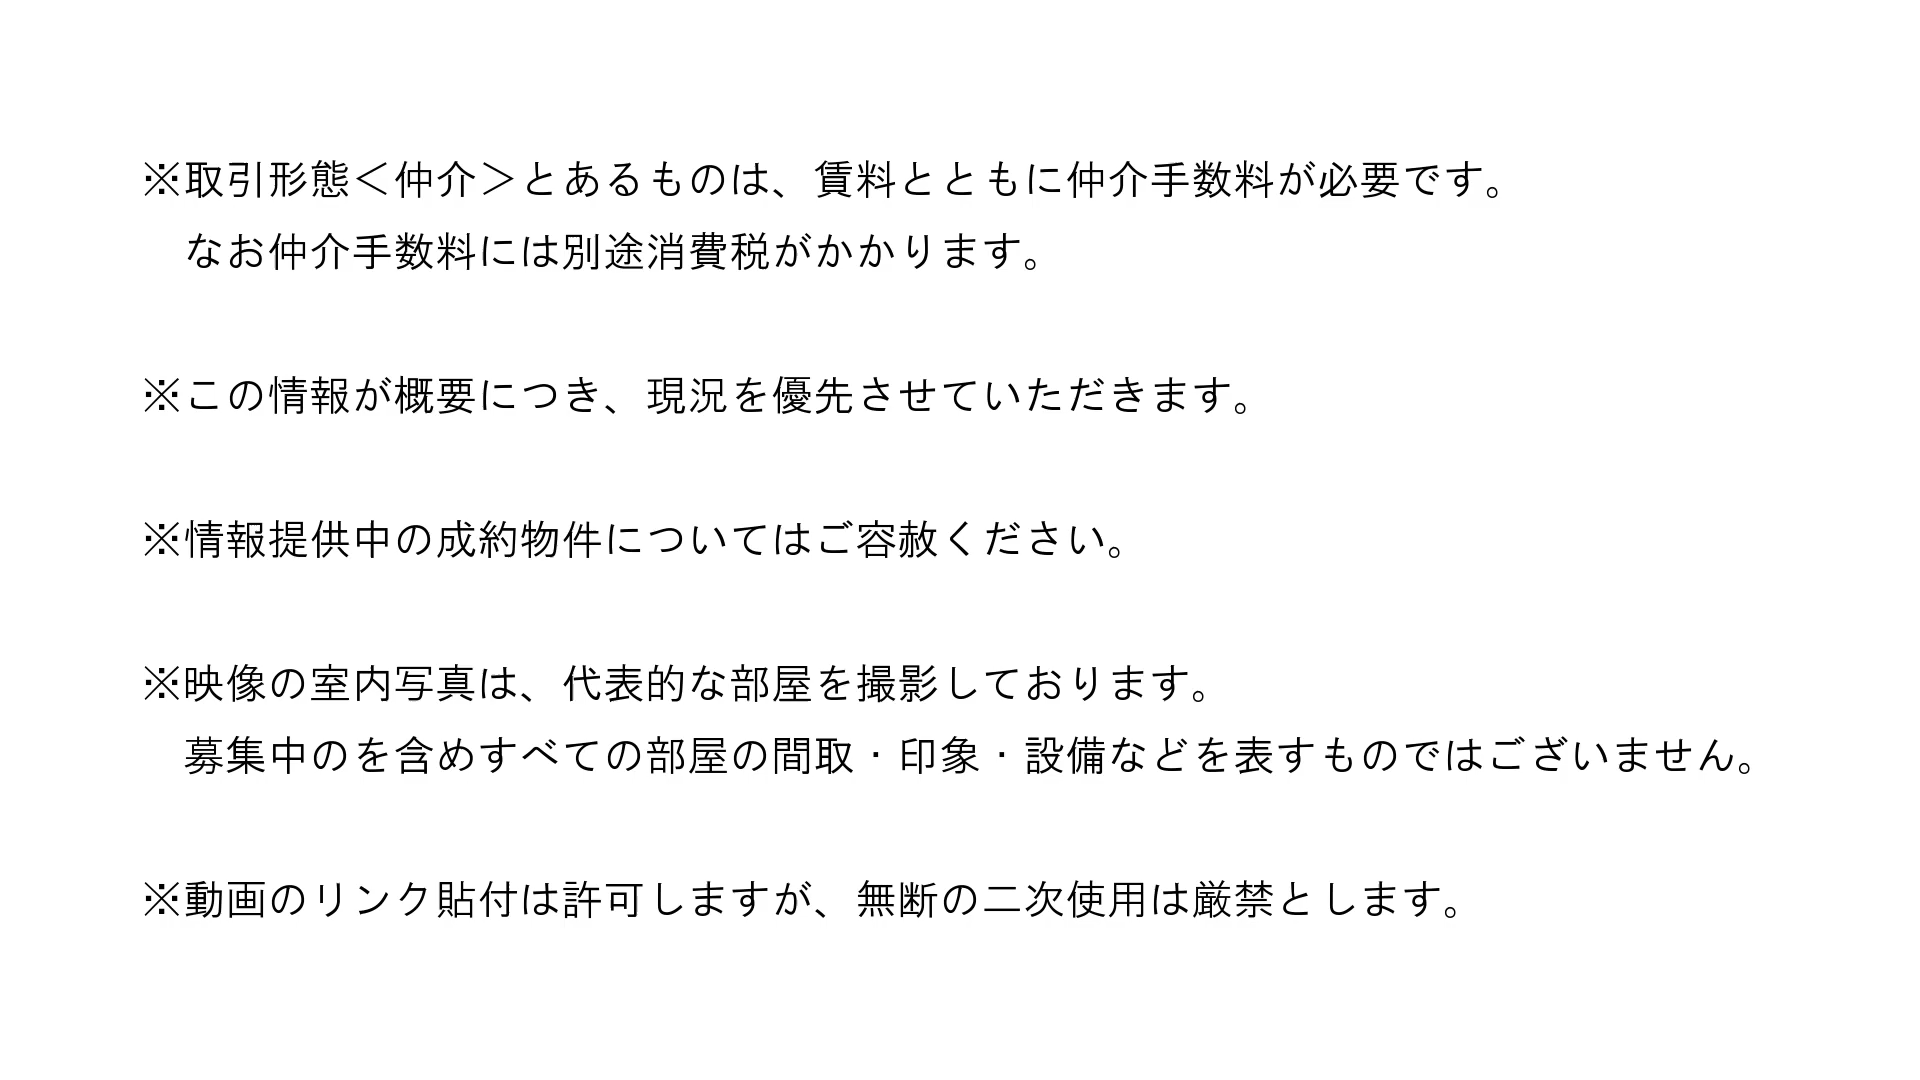 ※取引形態＜仲介＞とあるものは、賃料とともに仲介手数料が必要です。
なお仲介手数料には別途消費税がかかります。
※この情報が概要につき、現況を優先させていただきます。
※情報提供中の成約物件についてはご容赦ください。
※映像の室内写真は、代表的な部屋を撮影しております。
募集中のを含めすべての部屋の間取・印象・設備などを表すものではございません。
※動画のリンク貼付は許可しますが、無断の二次使用は厳禁とします。